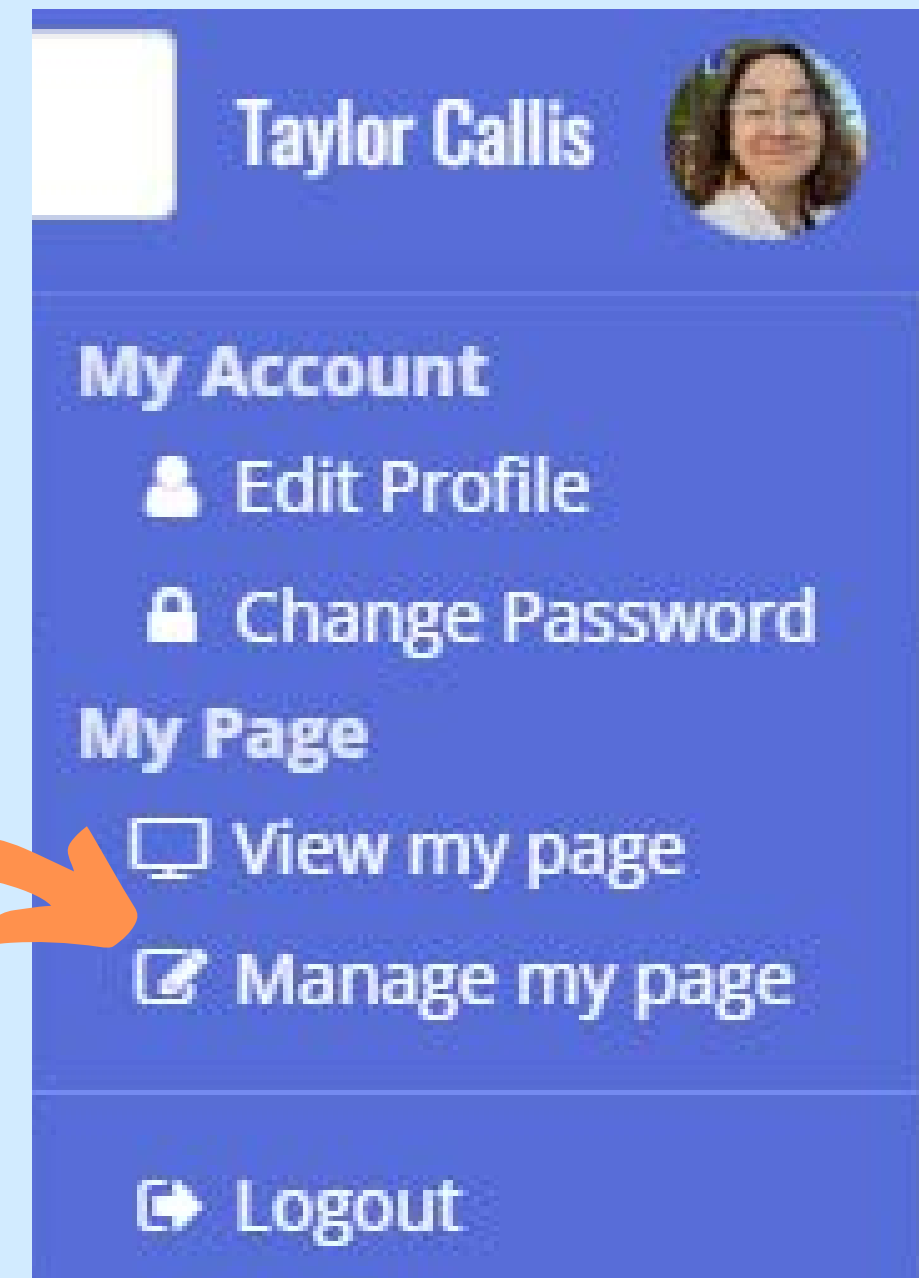 Taylor Callis
My Account
Edit Profile
Change Password
My Page
View my page
Manage my page
Logout